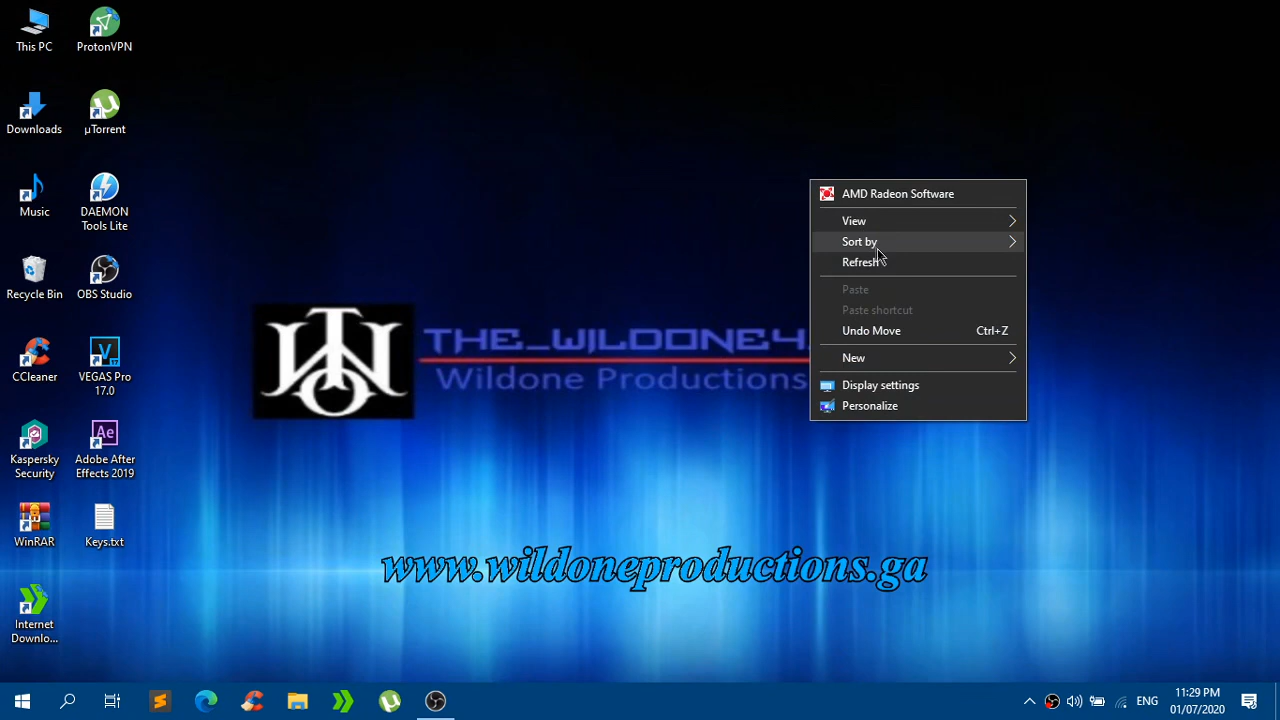 This PC
ProtonVPN
Downloads
µTorrent
Music
DAEMON
Tools Lite
Recycle Bin
OBS Studio
CCleaner
VEGAS Pro
17.0
Kaspersky
Security
Adobe After
Effects 2019
WinRAR
Keys.txt
Internet
Downlo...
AMD Radeon Software
View
Sort by
Refresh
Paste
Paste shortcut
Undo Move Ctrl+Z
New
Display settings
Personalize
THE_WILDONE4
Wildone Productions
www.wildoneproductions.ga
ENG
11:29 PM
01/07/2020